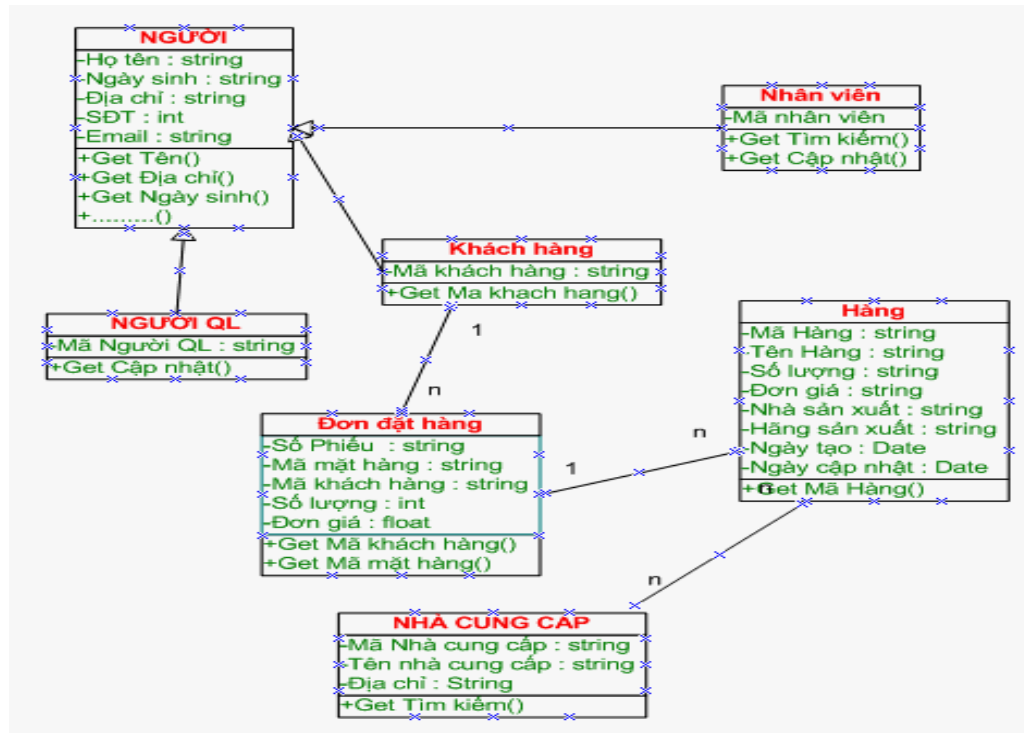 NGƯỜI
-Họ tên : string
-Ngày sinh : string
-Địa chỉ : string
-SĐT : int
-Email : string
+Get Tên()
+Get Địa chỉ()
+Get Ngày sinh()
+.........()
Nhân viên
-Mã nhân viên
+Get Tìm kiếm()
+Get Cập nhật()
Khách hàng
-Mã khách hàng : string
+Get Ma khach hang()
NGƯỜI QL
-Mã Người QL : string
+Get Cập nhật()
1
n
Hàng
-Mã Hàng : string
-Tên Hàng : string
-Số lượng : string
-Đơn giá : string
-Nhà sản xuất : string
-Hãng sản xuất : string
-Ngày tạo : Date
-Ngày cập nhật : Date
+Get Mã Hàng()
Đơn đặt hàng
-Số Phiếu : string
-Mã mặt hàng : string
-Mã khách hàng : string
-Số lượng : int
-Đơn giá : float
+Get Mã khách hàng()
+Get Mã mặt hàng()
n
1
n
NHÀ CUNG CẤP
-Mã Nhà cung cấp : string
-Tên nhà cung cấp : string
-Địa chỉ : String
+Get Tìm kiếm()